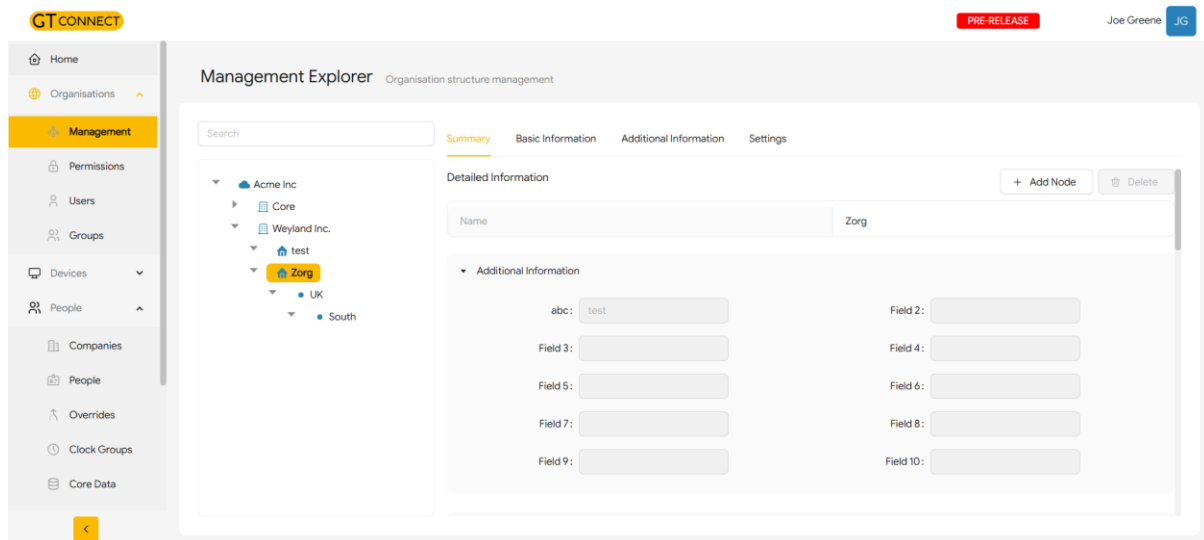 GT CONNECT
PRE-RELEASE
Joe Greene
JG
Home
Organisations
Management
Permissions
Users
Groups
Devices
People
Companies
People
Overrides
Clock Groups
Core Data
Management Explorer Organisation structure management
Search
Acme Inc
Core
Weyland Inc.
test
Zorg
UK
South
Summary Basic Information Additional Information Settings
Detailed Information
+ Add Node Delete
Name Zorg
Additional Information
abc: test Field 2:
Field 3: Field 4:
Field 5: Field 6:
Field 7: Field 8:
Field 9: Field 10: